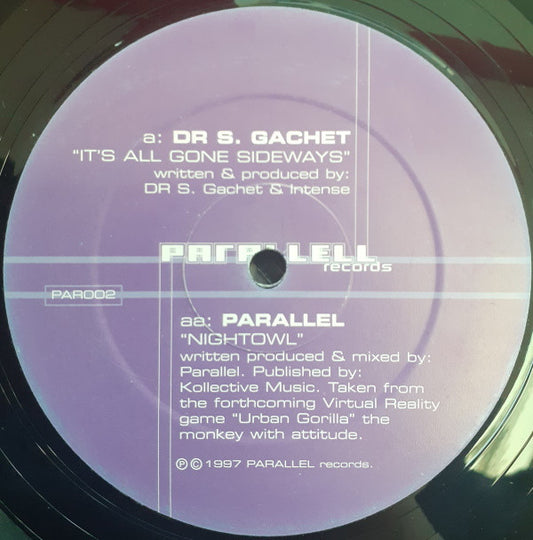 a: DR S. GACHET
"IT'S ALL GONE SIDEWAYS"
written & produced by:
DR S. Gachet & Intense
PARALLELL
records
PAR002
aa: PARALLEL
"NIGHTOWL"
written produced & mixed by:
Parallel. Published by:
Kollective Music. Taken from
the forthcoming Virtual Reality
game "Urban Gorilla" the
monkey with attitude.
℗ © 1997 PARALLEL records.